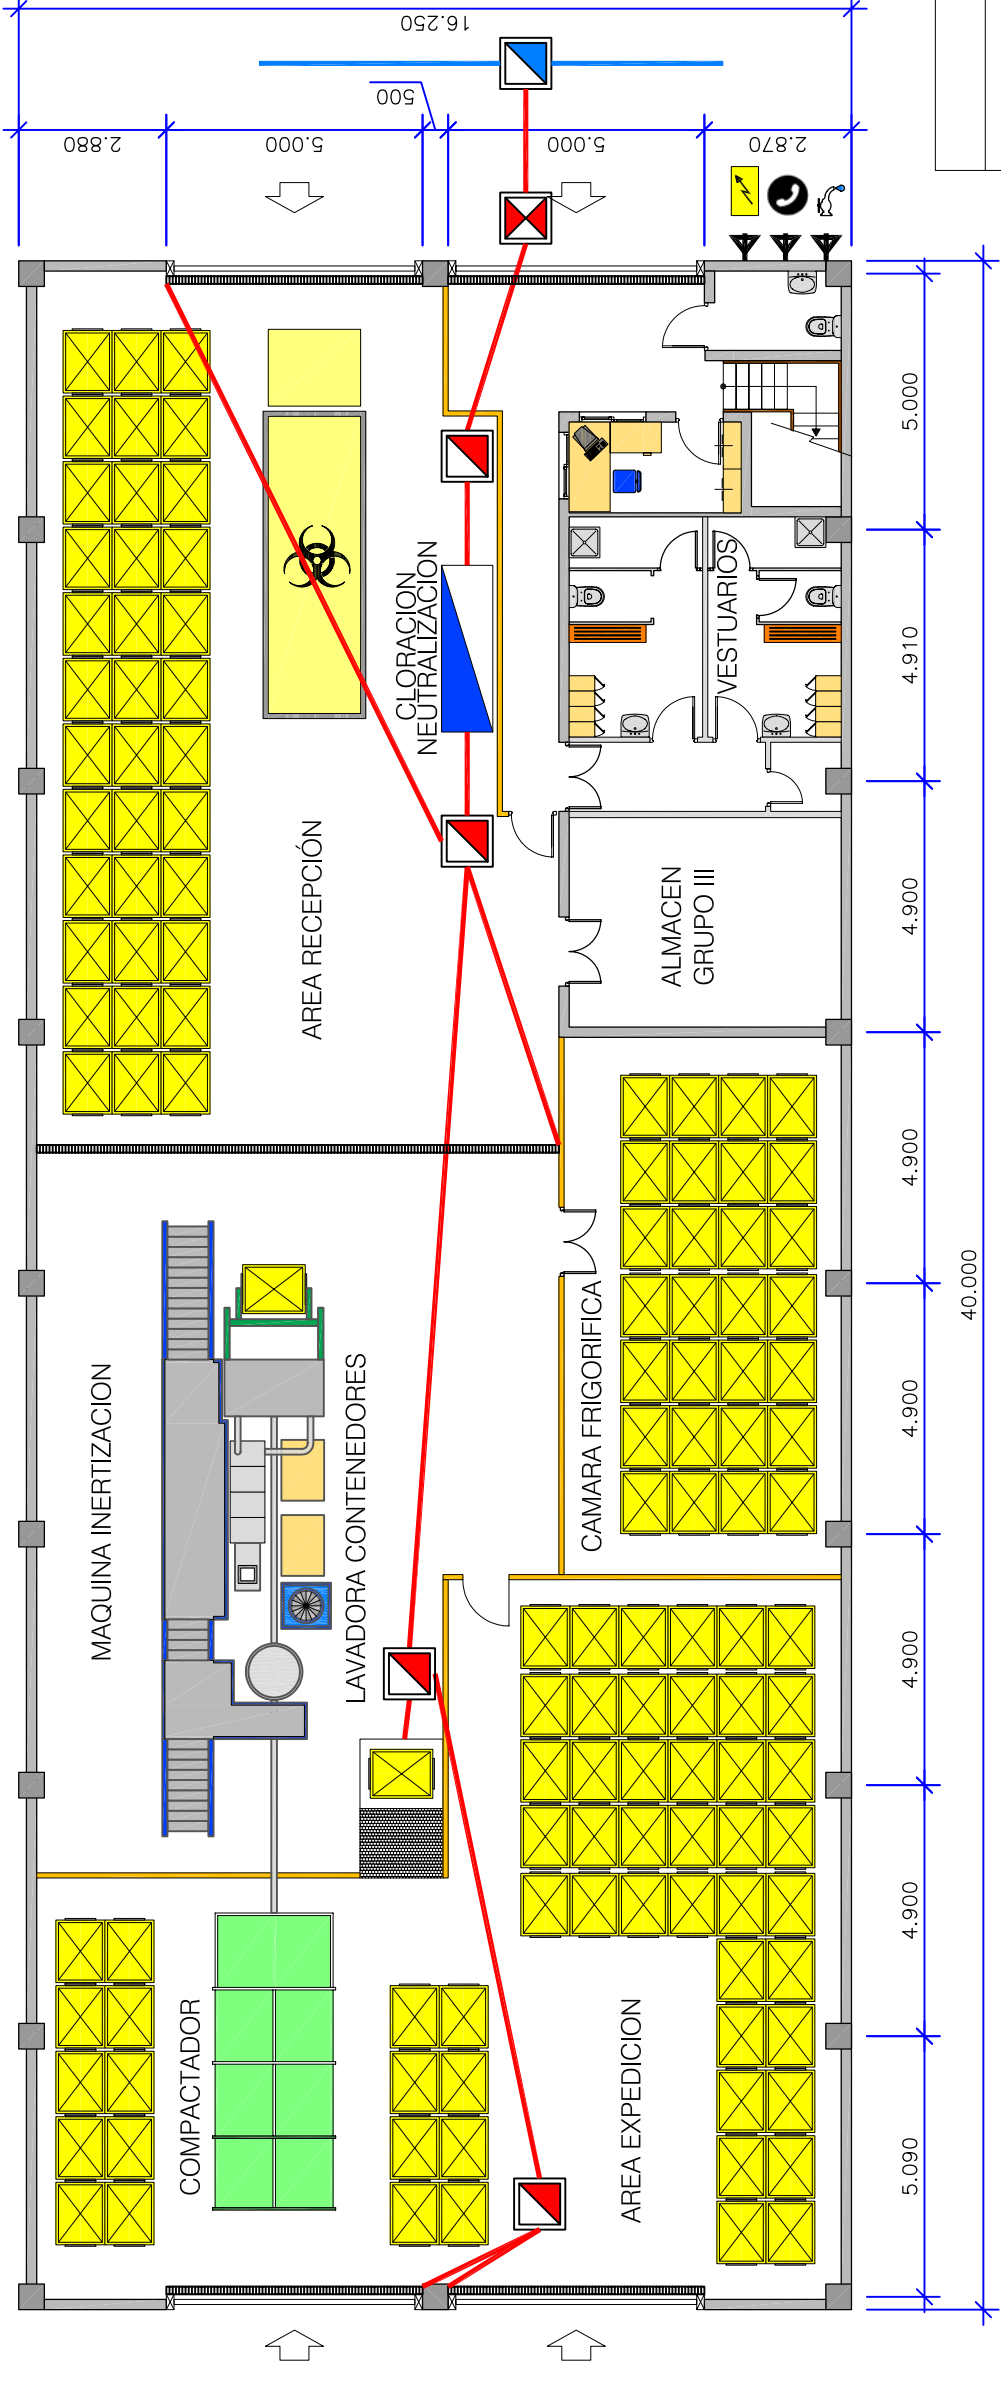 16.250
500
2.880
5.000
5.000
2.870
5.000
CLORACION
NEUTRALIZACION
VESTUARIOS
4.910
AREA RECEPCIÓN
ALMACEN
GRUPO III
4.900
4.900
40.000
MAQUINA INERTIZACION
LAVADORA CONTENEDORES
CAMARA FRIGORIFICA
4.900
4.900
4.900
COMPACTADOR
AREA EXPEDICION
5.090